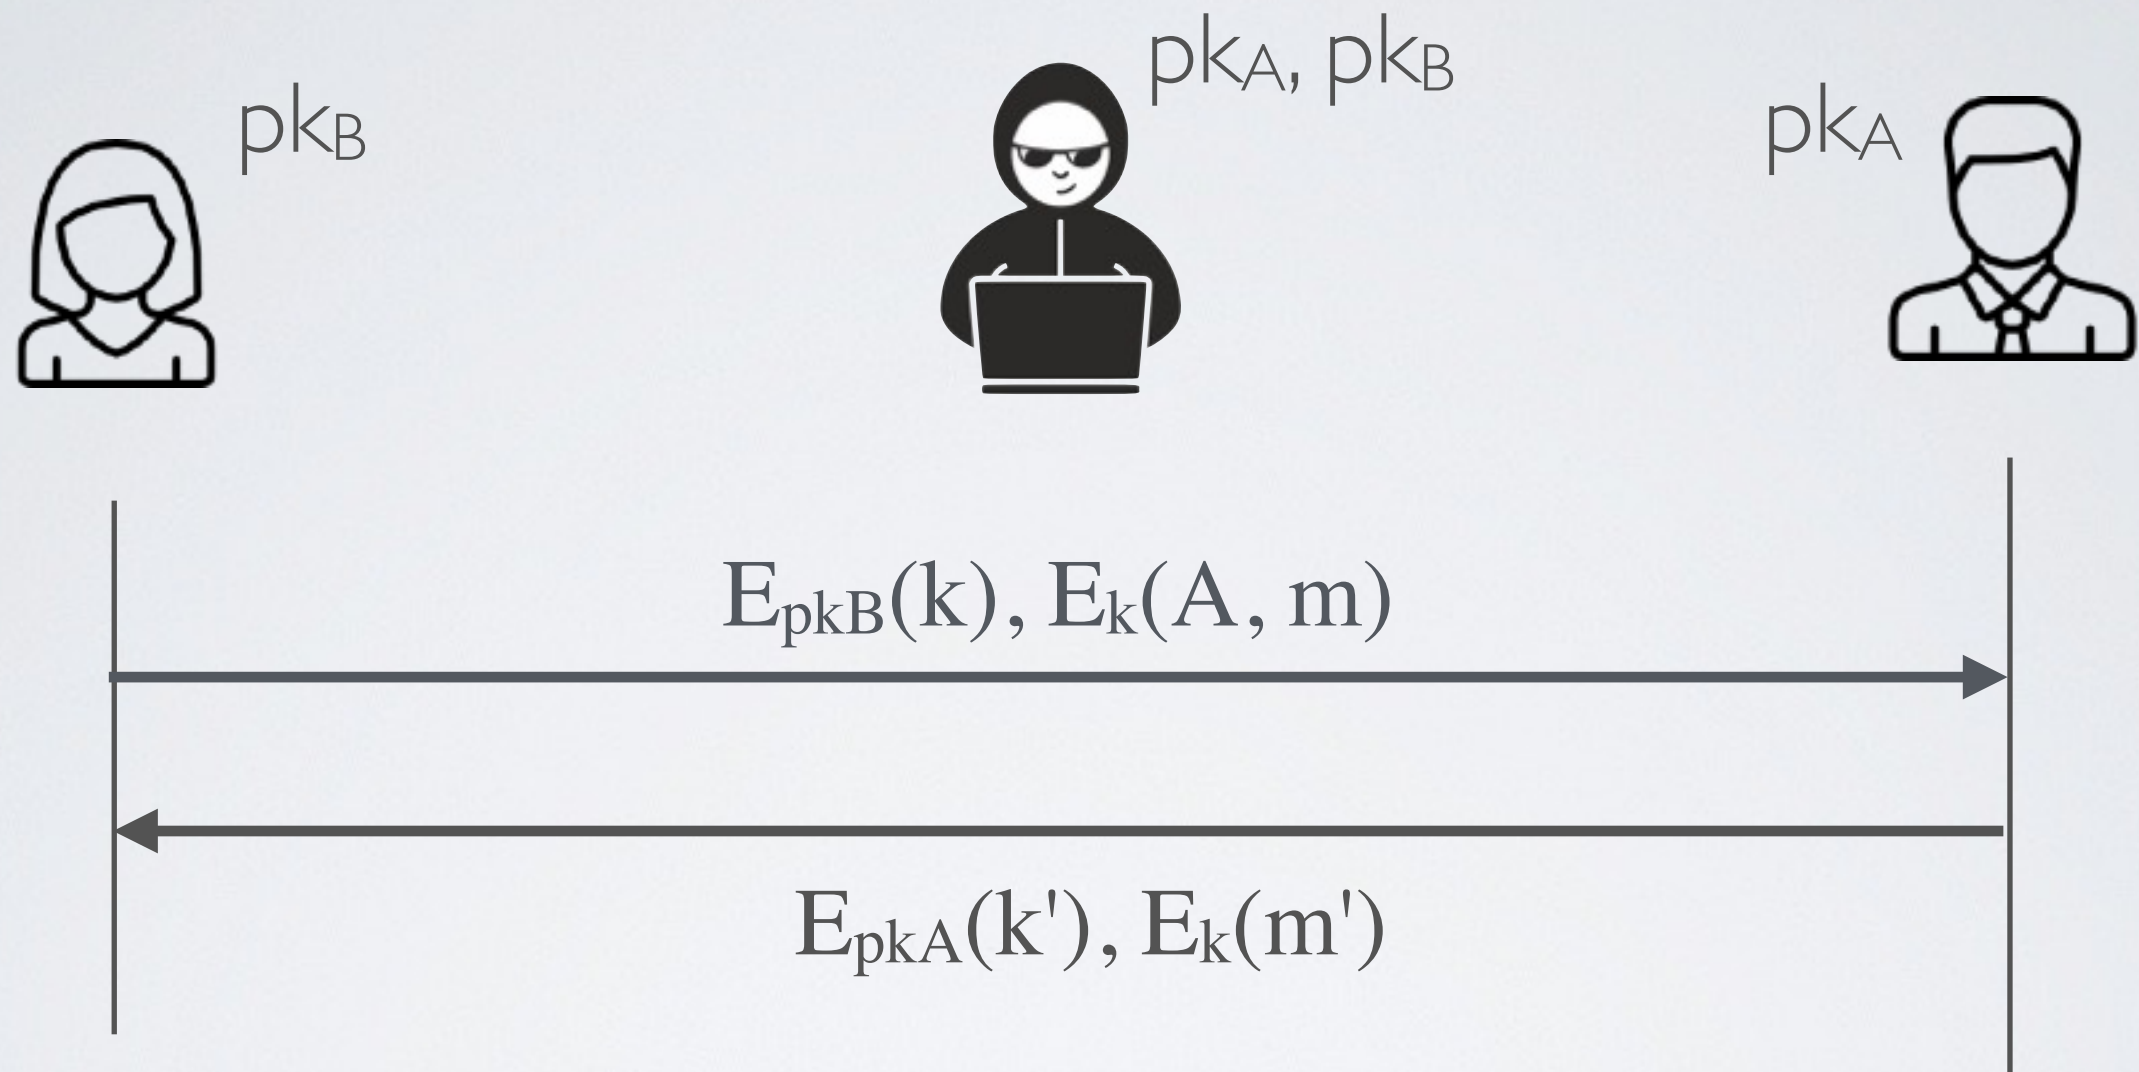 pkA, pkB
pkB
pkA
EpkB(k), Ek(A, m)
EpkA(k'), Ek(m')